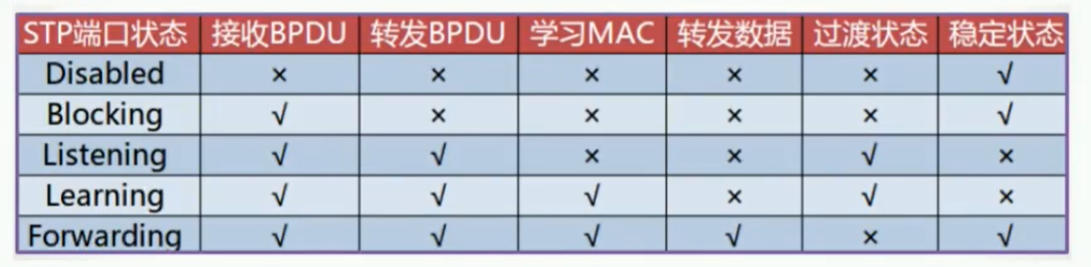 STP端口状态 接收BPDU 转发BPDU 学习MAC 转发数据 过渡状态 稳定状态
Disabled × × × × × √
Blocking √ × × × × √
Listening √ √ × × √ ×
Learning √ √ √ × √ ×
Forwarding √ √ √ √ × √